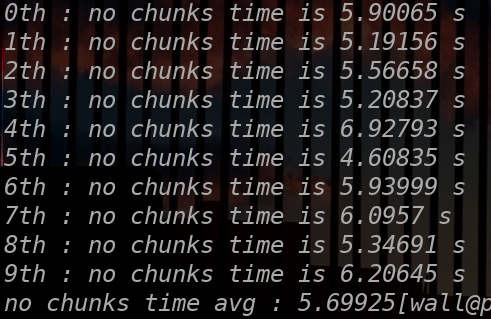 0th : no chunks time is 5.90065 s
1th : no chunks time is 5.19156 s
2th : no chunks time is 5.56658 s
3th : no chunks time is 5.20837 s
4th : no chunks time is 6.92793 s
5th : no chunks time is 4.60835 s
6th : no chunks time is 5.93999 s
7th : no chunks time is 6.0957 s
8th : no chunks time is 5.34691 s
9th : no chunks time is 6.20645 s
no chunks time avg : 5.69925[wall@p